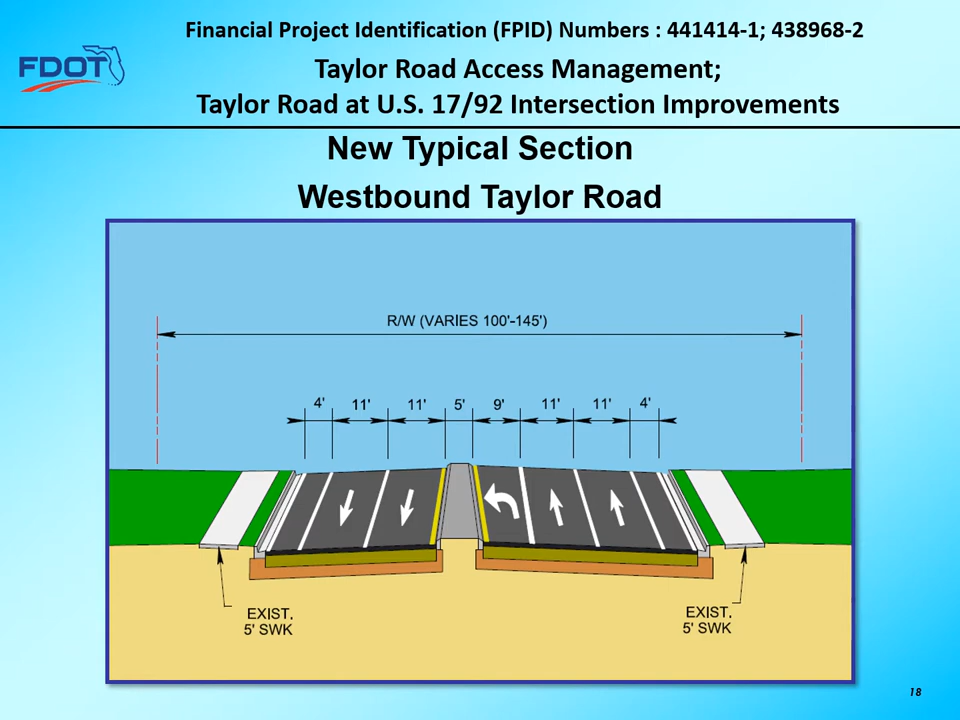 Financial Project Identification (FPID) Numbers : 441414-1; 438968-2
FDOT
Taylor Road Access Management;
Taylor Road at U.S. 17/92 Intersection Improvements
New Typical Section
Westbound Taylor Road
R/W (VARIES 100'-145')
4' 11' 11' 5' 9' 11' 11' 4'
EXIST.
5' SWK
EXIST.
5' SWK
18